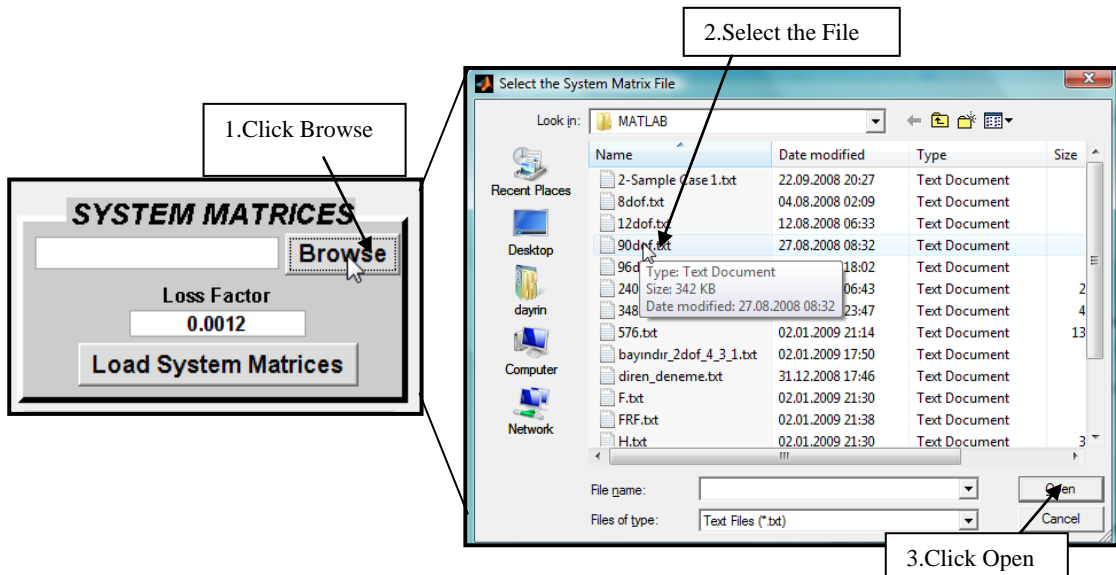 2.Select the File
1.Click Browse
SYSTEM MATRICES
Browse
Loss Factor
0.0012
Load System Matrices
Select the System Matrix File
Look in: MATLAB
Recent Places
Desktop
dayrin
Computer
Network
Name Date modified Type Size
2-Sample Case 1.txt 22.09.2008 20:27 Text Document
8dof.txt 04.08.2008 02:09 Text Document
12dof.txt 12.08.2008 06:33 Text Document
90dof.txt 27.08.2008 08:32 Text Document
96d 18:02 Text Document
240 06:43 Text Document 2
348 23:47 Text Document 4
576.txt 02.01.2009 21:14 Text Document 13
bayındır_2dof_4_3_1.txt 02.01.2009 17:50 Text Document
diren_deneme.txt 31.12.2008 17:46 Text Document
F.txt 02.01.2009 21:30 Text Document
FRF.txt 02.01.2009 21:38 Text Document
H.txt 02.01.2009 21:30 Text Document 3
Type: Text Document
Size: 342 KB
Date modified: 27.08.2008 08:32
File name:
Open
Files of type: Text Files (*.txt)
Cancel
3.Click Open